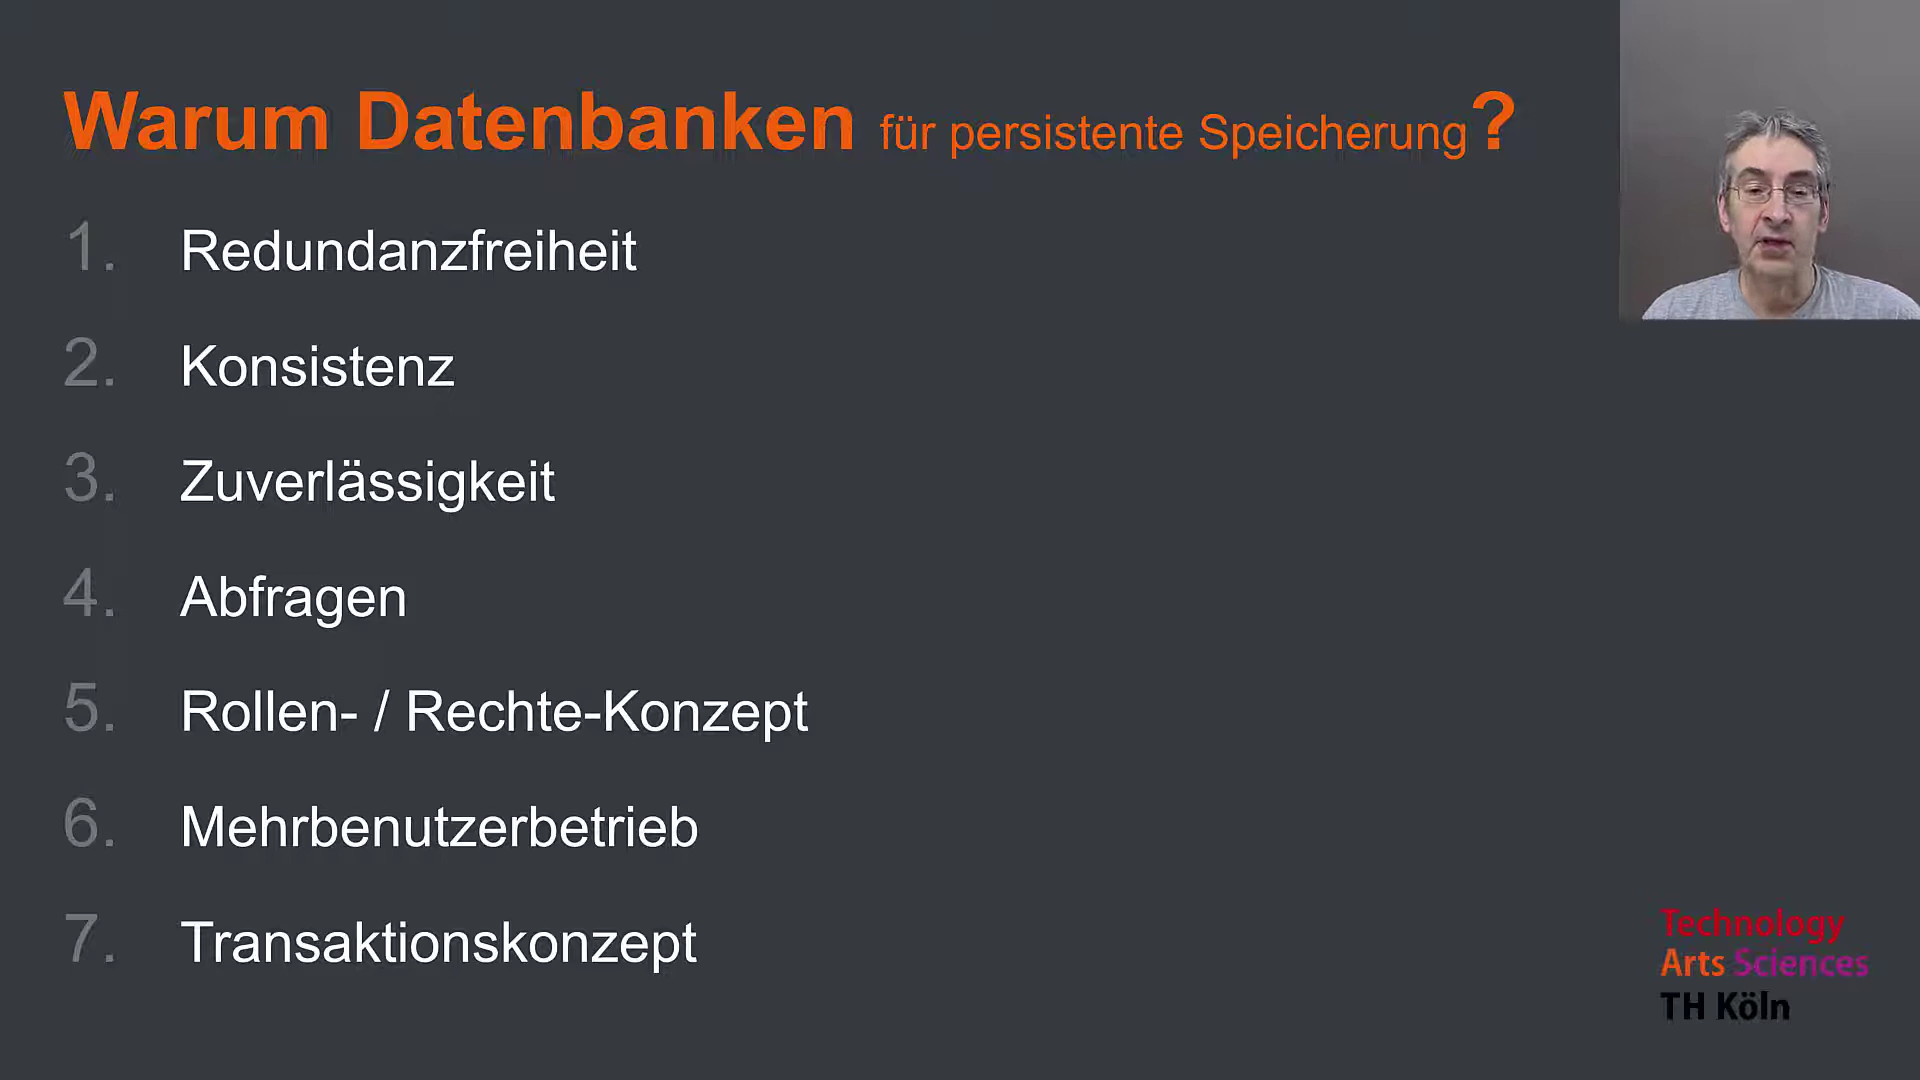 Warum Datenbanken für persistente Speicherung?
1. Redundanzfreiheit
2. Konsistenz
3. Zuverlässigkeit
4. Abfragen
5. Rollen- / Rechte-Konzept
6. Mehrbenutzerbetrieb
7. Transaktionskonzept
Technology
Arts Sciences
TH Köln